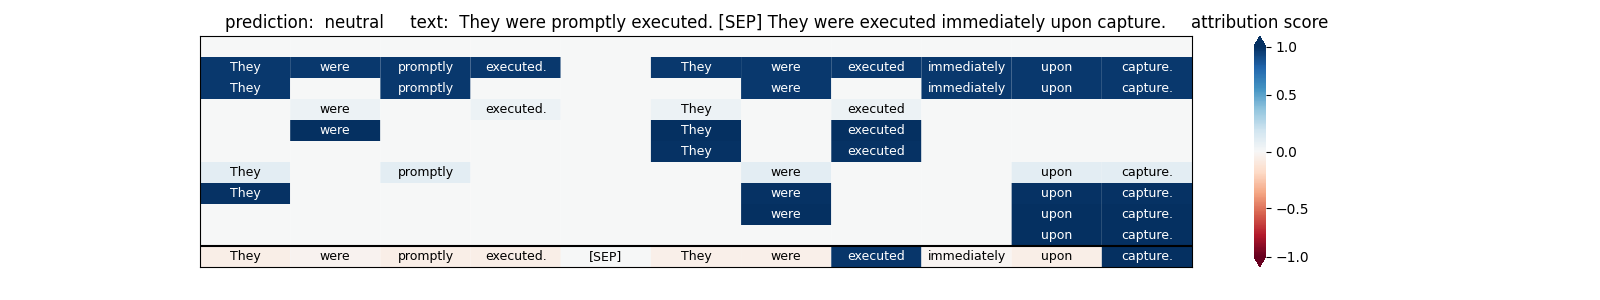 prediction: neutral text: They were promptly executed. [SEP] They were executed immediately upon capture. attribution score
They were promptly executed. They were executed immediately upon capture.
They promptly were immediately upon capture.
were executed. They executed
were They executed
They executed
They promptly were upon capture.
They were upon capture.
were upon capture.
upon capture.
They were promptly executed. [SEP] They were executed immediately upon capture.
1.0
0.5
0.0
−0.5
−1.0